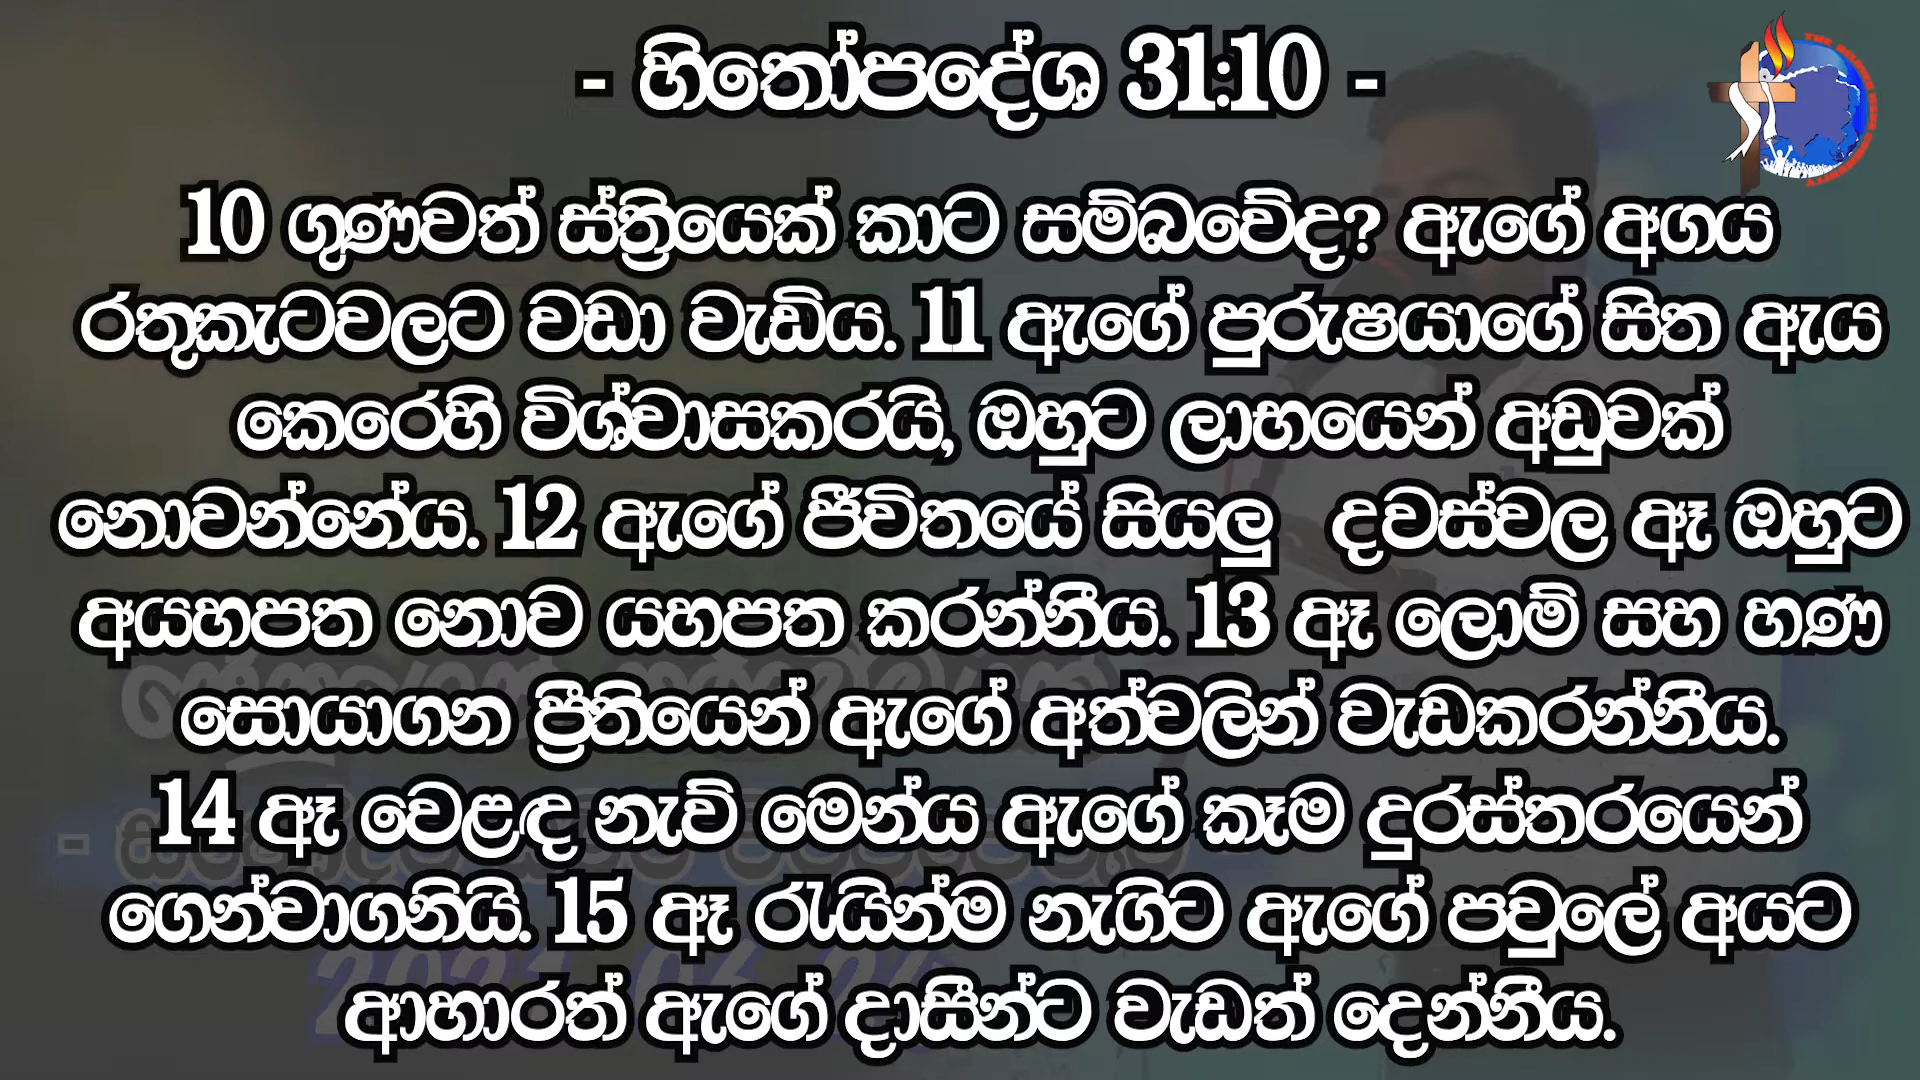 - හිතෝපදේශ 31:10 -
10 ගුණවත් ස්ත්‍රියෙක් කාට සම්බවේද? ඇගේ අගය
රතුකැටවලට වඩා වැඩිය. 11 ඇගේ පුරුෂයාගේ සිත ඇය
කෙරෙහි විශ්වාසකරයි, ඔහුට ලාභයෙන් අඩුවක්
නොවන්නේය. 12 ඇගේ ජීවිතයේ සියලු දවස්වල ඈ ඔහුට
අයහපත නොව යහපත කරන්නීය. 13 ඈ ලොම් සහ හණ
සොයාගන ප්‍රීතියෙන් ඇගේ අත්වලින් වැඩකරන්නීය.
14 ඈ වෙළඳ නැව් මෙන්ය ඇගේ කෑම දුරස්තරයෙන්
ගෙන්වාගනියි. 15 ඈ රැයින්ම නැගිට ඇගේ පවුලේ අයට
ආහාරත් ඇගේ දාසීන්ට වැඩත් දෙන්නීය.